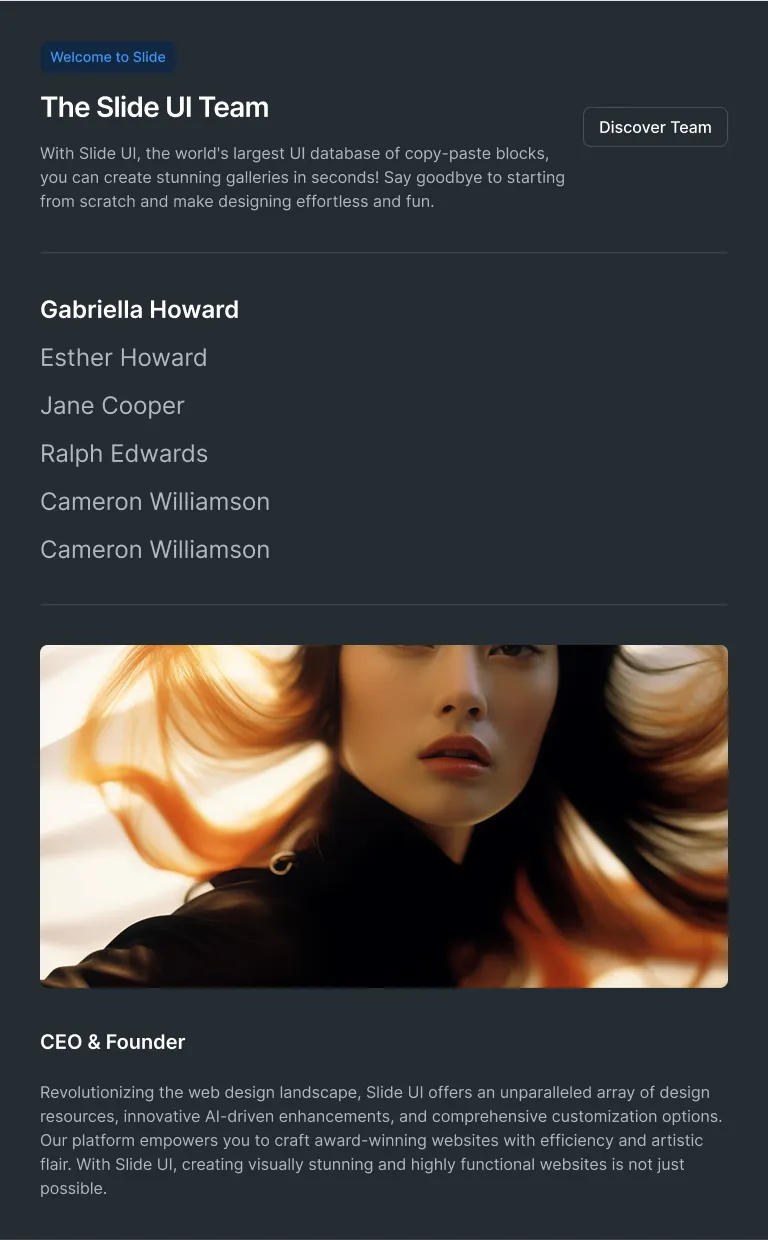 Welcome to Slide
The Slide UI Team
With Slide UI, the world's largest UI database of copy-paste blocks,
you can create stunning galleries in seconds! Say goodbye to starting
from scratch and make designing effortless and fun.
Discover Team
Gabriella Howard
Esther Howard
Jane Cooper
Ralph Edwards
Cameron Williamson
Cameron Williamson
CEO & Founder
Revolutionizing the web design landscape, Slide UI offers an unparalleled array of design
resources, innovative AI-driven enhancements, and comprehensive customization options.
Our platform empowers you to craft award-winning websites with efficiency and artistic
flair. With Slide UI, creating visually stunning and highly functional websites is not just
possible.